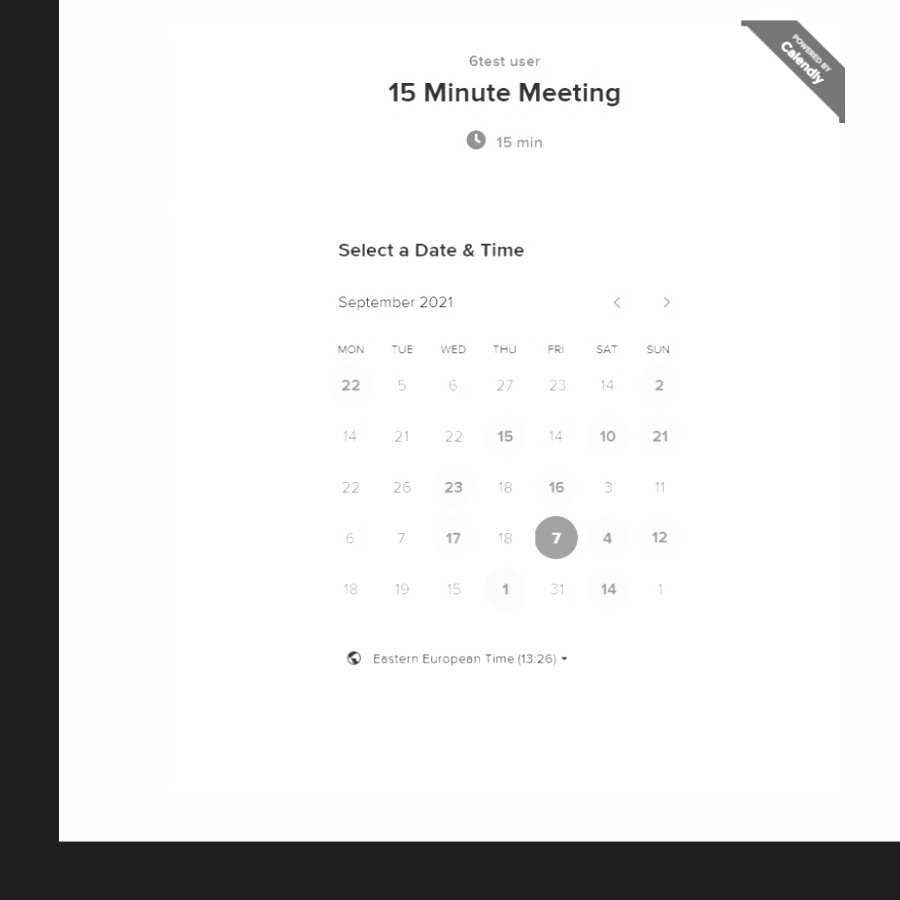 POWERED BY
Calendly
6test user
15 Minute Meeting
15 min
Select a Date & Time
September 2021
MON TUE WED THU FRI SAT SUN
22 5 6 27 23 14 2
14 21 22 15 14 10 21
22 26 23 18 16 3 11
6 7 17 18 7 4 12
18 19 15 1 31 14 1
Eastern European Time (13:26)